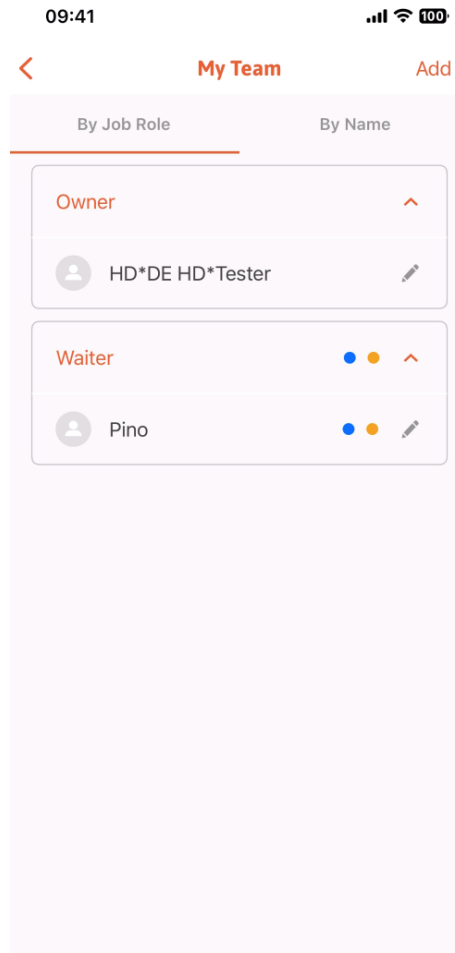 09:41
100
My Team
Add
By Job Role
By Name
Owner
HD*DE HD*Tester
Waiter
Pino